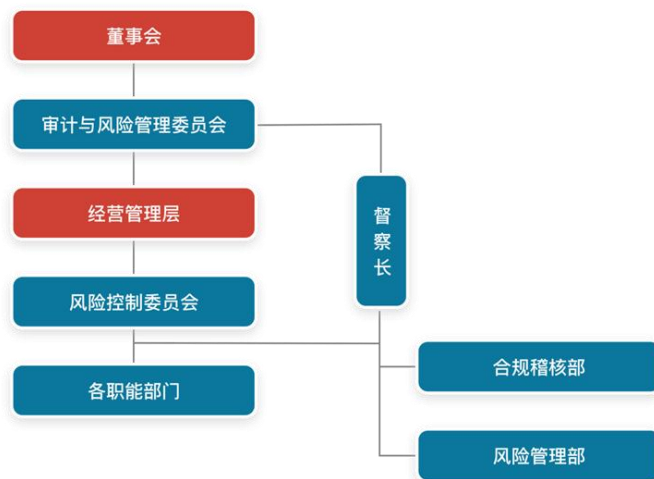 董事会
审计与风险管理委员会
经营管理层
督察长
风险控制委员会
合规稽核部
各职能部门
风险管理部